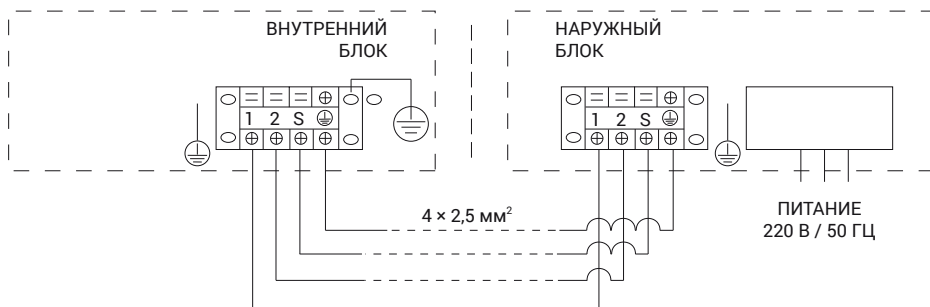 ВНУТРЕННИЙ
БЛОК
НАРУЖНЫЙ
БЛОК
1 2 S
1 2 S
4 × 2,5 мм²
ПИТАНИЕ
220 В / 50 ГЦ